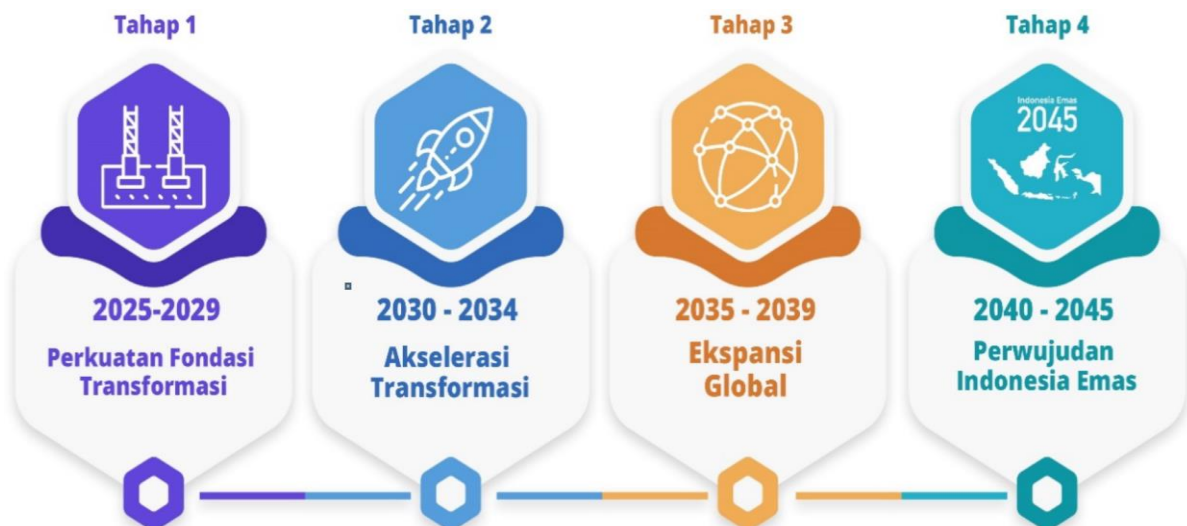 Tahap 1
Tahap 2
Tahap 3
Tahap 4
Indonesia Emas
2045
2025-2029
Perkuatan Fondasi
Transformasi
2030 - 2034
Akselerasi
Transformasi
2035 - 2039
Ekspansi
Global
2040 - 2045
Perwujudan
Indonesia Emas